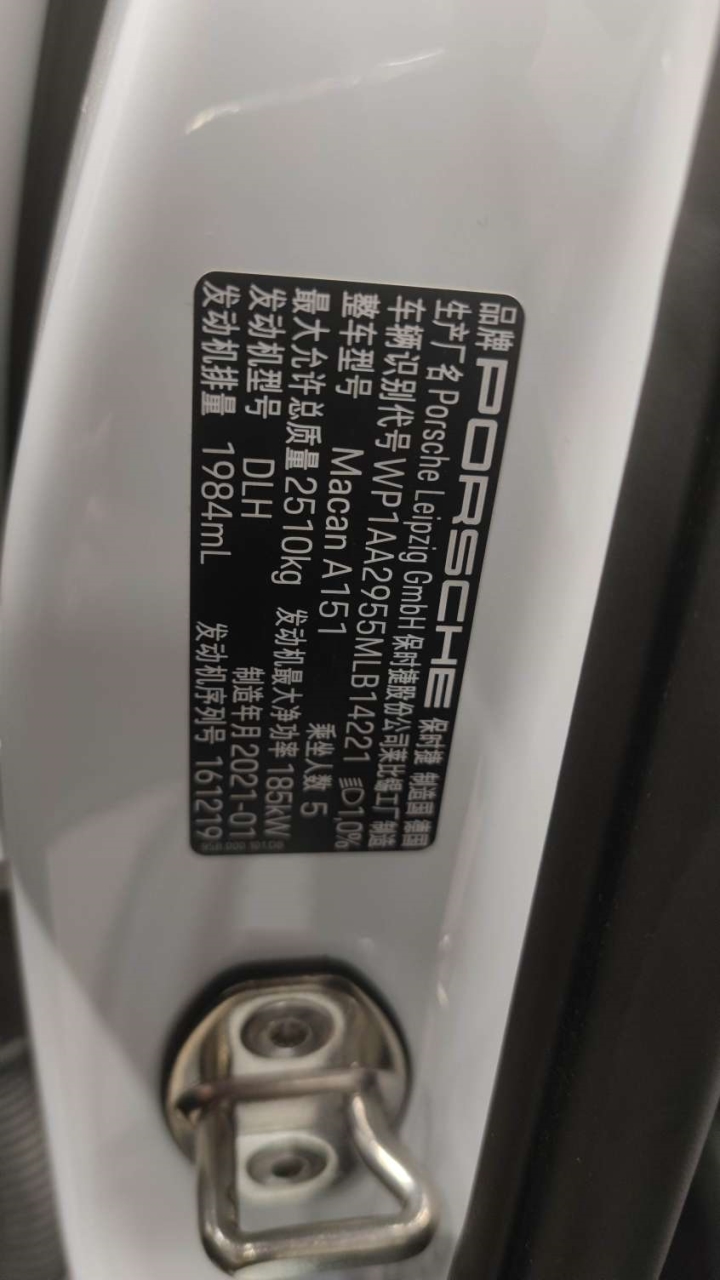 品牌 PORSCHE 保时捷 制造国 德国
生产厂名 Porsche Leipzig GmbH 保时捷股份公司莱比锡工厂 制造
车辆识别代号 WP1AA2955MLB14221 1,0%
整车型号 Macan A151 乘坐人数 5
最大允许总质量 2510kg 发动机最大净功率 185kW
发动机型号 DLH 制造年月 2021-01
发动机排量 1984mL 发动机序列号 161219